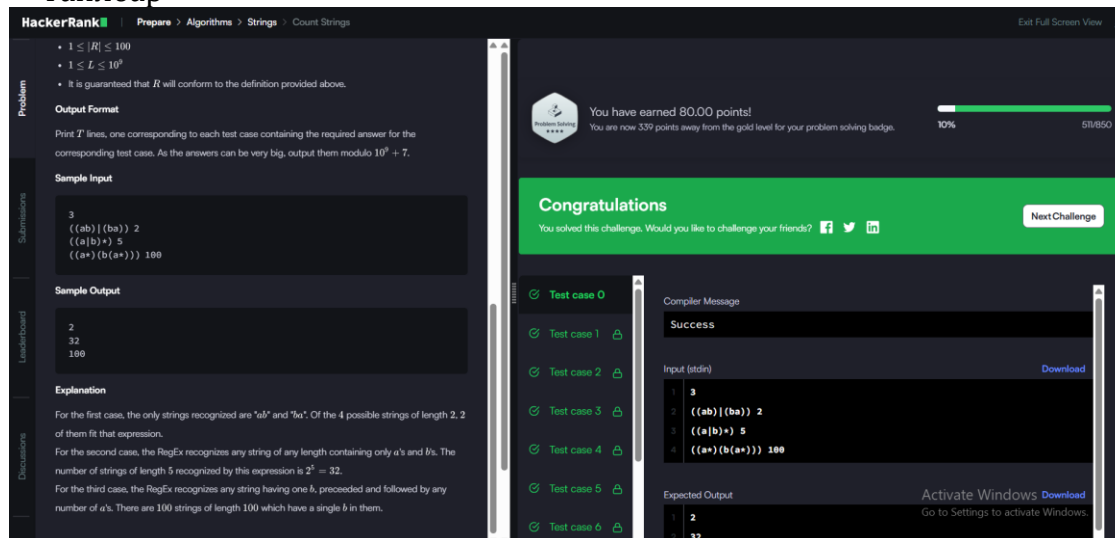 HackerRank
Prepare > Algorithms > Strings > Count Strings
Exit Full Screen View
Problem
Submissions
Leaderboard
Discussions
• 1 ≤ |R| ≤ 100
• 1 ≤ L ≤ 10⁹
• It is guaranteed that R will conform to the definition provided above.
Output Format
Print T lines, one corresponding to each test case containing the required answer for the
corresponding test case. As the answers can be very big, output them modulo 10⁹ + 7.
Sample Input
3
((ab)|(ba)) 2
((a|b)*) 5
((a*)(b(a*))) 100
Sample Output
2
32
100
Explanation
For the first case, the only strings recognized are "ab" and "ba". Of the 4 possible strings of length 2, 2
of them fit that expression.
For the second case, the RegEx recognizes any string of any length containing only a's and b's. The
number of strings of length 5 recognized by this expression is 2⁵ = 32.
For the third case, the RegEx recognizes any string having one b, preceeded and followed by any
number of a's. There are 100 strings of length 100 which have a single b in them.
Problem Solving
You have earned 80.00 points!
You are now 339 points away from the gold level for your problem solving badge.
10%
511/850
Congratulations
You solved this challenge. Would you like to challenge your friends?
Next Challenge
Test case 0
Test case 1
Test case 2
Test case 3
Test case 4
Test case 5
Test case 6
Compiler Message
Success
Input (stdin)
Download
1 3
2 ((ab)|(ba)) 2
3 ((a|b)*) 5
4 ((a*)(b(a*))) 100
Expected Output
Download
1 2
32
Activate Windows
Go to Settings to activate Windows.